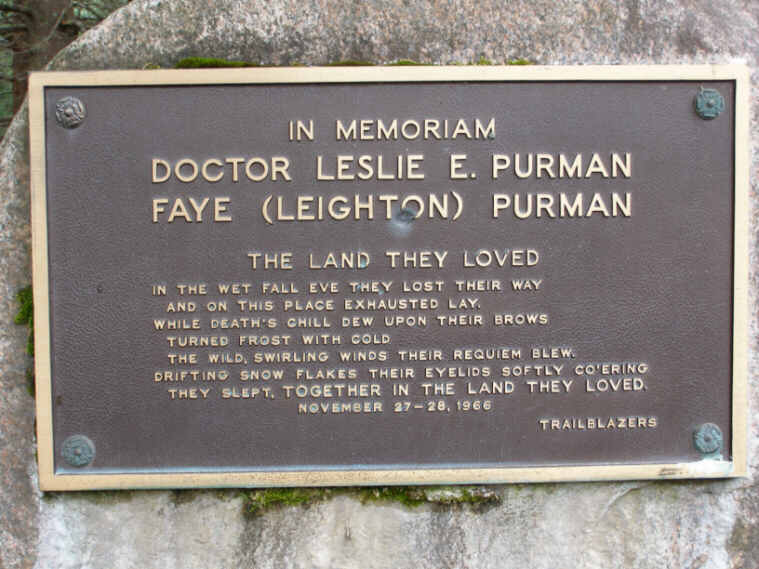 IN MEMORIAM
DOCTOR LESLIE E. PURMAN
FAYE (LEIGHTON) PURMAN
THE LAND THEY LOVED
IN THE WET FALL EVE THEY LOST THEIR WAY
AND ON THIS PLACE EXHAUSTED LAY.
WHILE DEATH'S CHILL DEW UPON THEIR BROWS
TURNED FROST WITH COLD
THE WILD, SWIRLING WINDS THEIR REQUIEM BLEW.
DRIFTING SNOW FLAKES THEIR EYELIDS SOFTLY CO'ERING
THEY SLEPT, TOGETHER IN THE LAND THEY LOVED.
NOVEMBER 27-28, 1966
TRAILBLAZERS